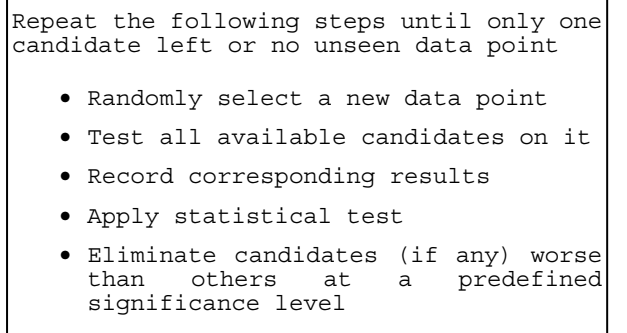 Repeat the following steps until only one
candidate left or no unseen data point
• Randomly select a new data point
• Test all available candidates on it
• Record corresponding results
• Apply statistical test
• Eliminate candidates (if any) worse
than others at a predefined
significance level